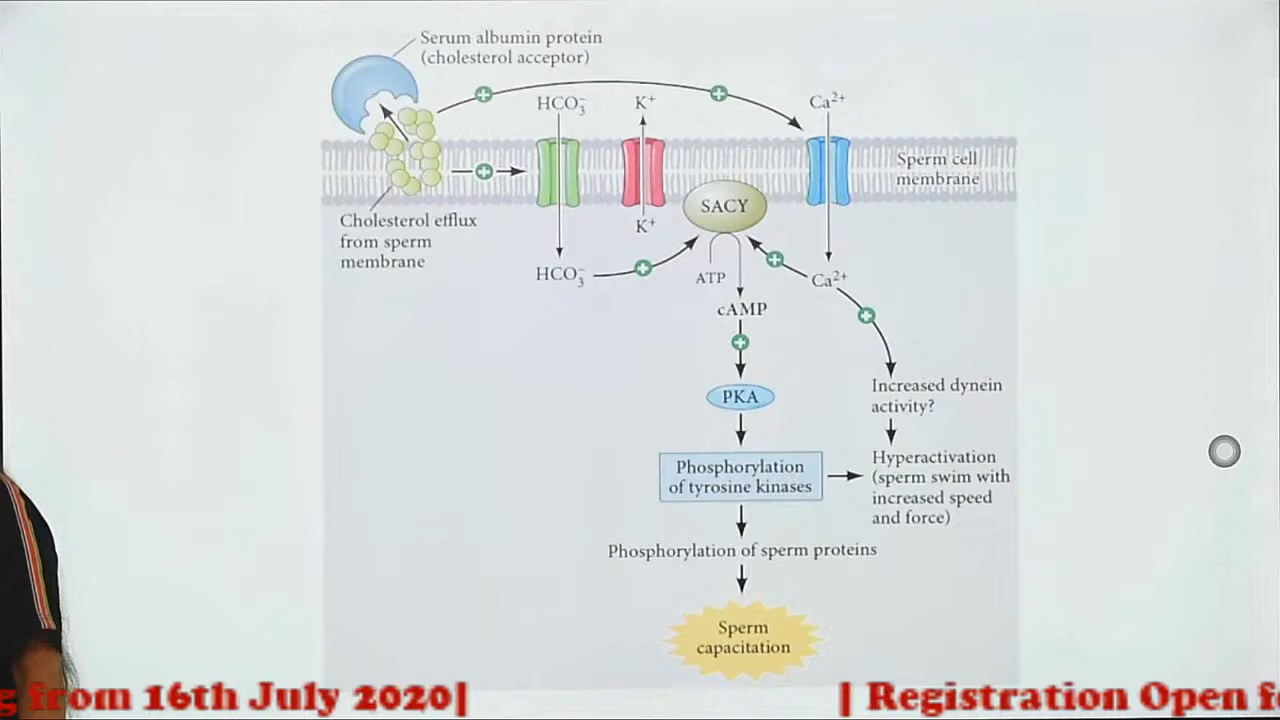 Serum albumin protein
(cholesterol acceptor)
HCO3-
K+
Ca2+
Sperm cell
membrane
SACY
Cholesterol efflux
from sperm
membrane
K+
HCO3-
ATP
Ca2+
cAMP
PKA
Increased dynein
activity?
Phosphorylation
of tyrosine kinases
Hyperactivation
(sperm swim with
increased speed
and force)
Phosphorylation of sperm proteins
Sperm
capacitation
from 16th July 2020| | Registration Open